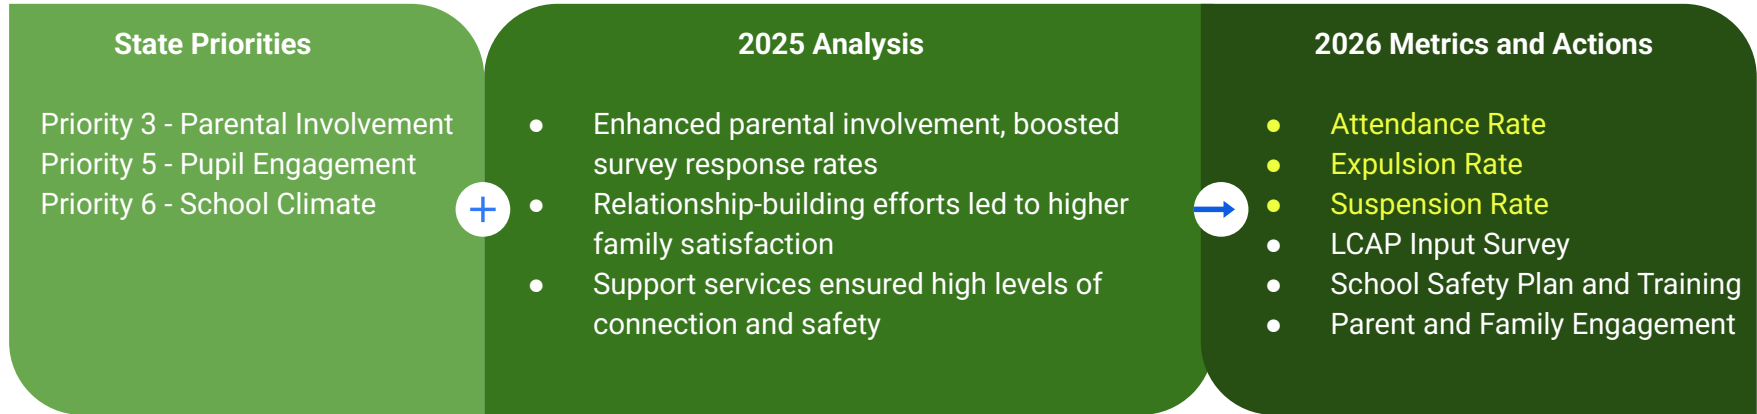 State Priorities
Priority 3 - Parental Involvement
Priority 5 - Pupil Engagement
Priority 6 - School Climate
2025 Analysis
● Enhanced parental involvement, boosted
survey response rates
● Relationship-building efforts led to higher
family satisfaction
● Support services ensured high levels of
connection and safety
2026 Metrics and Actions
● Attendance Rate
● Expulsion Rate
● Suspension Rate
● LCAP Input Survey
● School Safety Plan and Training
● Parent and Family Engagement